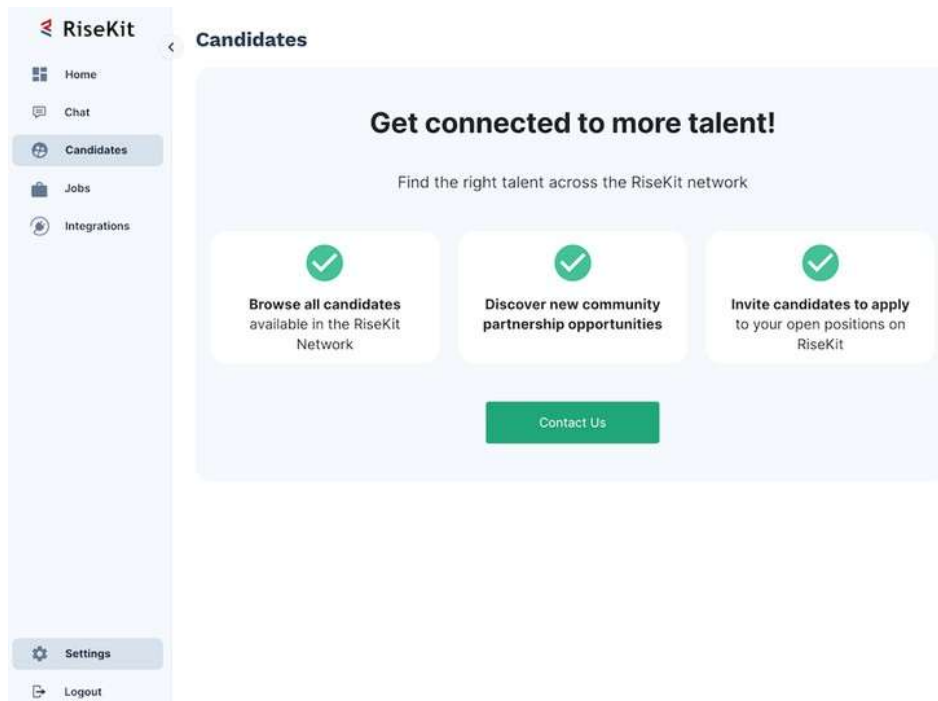 RiseKit
Home
Chat
Candidates
Jobs
Integrations
Settings
Logout
Candidates
Get connected to more talent!
Find the right talent across the RiseKit network
Browse all candidates
available in the RiseKit
Network
Discover new community
partnership opportunities
Invite candidates to apply
to your open positions on
RiseKit
Contact Us